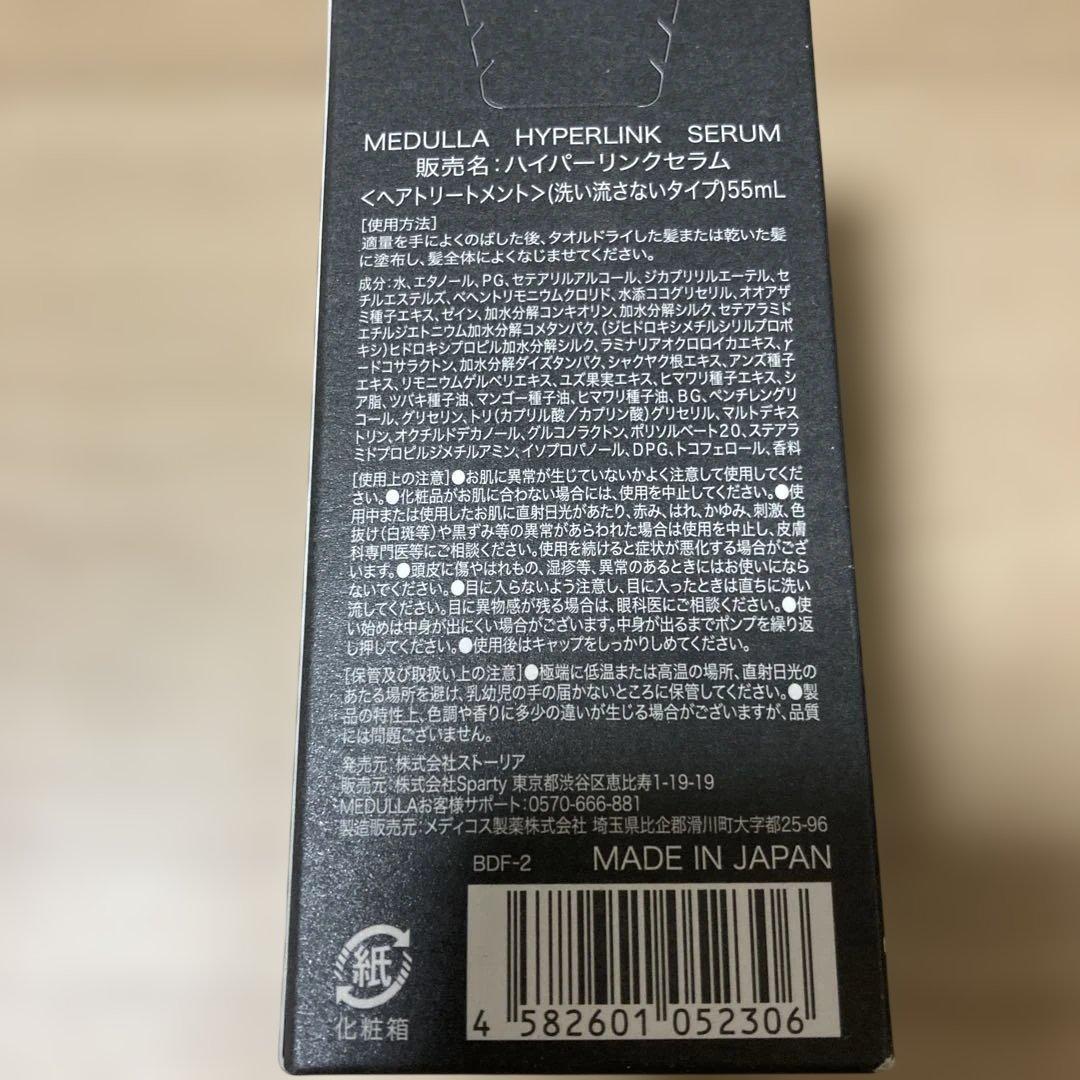 MEDULLA HYPERLINK SERUM
販売名:ハイパーリンクセラム
<ヘアトリートメント>(洗い流さないタイプ)55mL
[使用方法]
適量を手によくのばした後、タオルドライした髪または乾いた髪
に塗布し、髪全体によくなじませてください。
成分:水、エタノール、PG、セテアリルアルコール、ジカプリリルエーテル、セ
チルエステルズ、ベヘントリモニウムクロリド、水添ココグリセリル、オオアザ
ミ種子エキス、ゼイン、加水分解コンキオリン、加水分解シルク、セテアラミド
エチルジエトニウム加水分解コメタンパク、(ジヒドロキシメチルシリルプロポ
キシ)ヒドロキシプロピル加水分解シルク、ラミナリアオクロロイカエキス、γ
ードコサラクトン、加水分解ダイズタンパク、シャクヤク根エキス、アンズ種子
エキス、リモニウムゲルベリエキス、ユズ果実エキス、ヒマワリ種子エキス、シ
ア脂、ツバキ種子油、マンゴー種子油、ヒマワリ種子油、BG、ペンチレングリ
コール、グリセリン、トリ(カプリル酸/カプリン酸)グリセリル、マルトデキス
トリン、オクチルドデカノール、グルコノラクトン、ポリソルベート20、ステアラ
ミドプロピルジメチルアミン、イソプロパノール、DPG、トコフェロール、香料
[使用上の注意]●お肌に異常が生じていないかよく注意して使用してくだ
さい。●化粧品がお肌に合わない場合には、使用を中止してください。●使
用中または使用したお肌に直射日光があたり、赤み、はれ、かゆみ、刺激、色
抜け(白斑等)や黒ずみ等の異常があらわれた場合は使用を中止し、皮膚
科専門医等にご相談ください。使用を続けると症状が悪化する場合がござ
います。●頭皮に傷やはれもの、湿疹等、異常のあるときにはお使いになら
ないでください。●目に入らないよう注意し、目に入ったときは直ちに洗い
流してください。目に異物感が残る場合は、眼科医にご相談ください。●使
い始めは中身が出にくい場合がございます。中身が出るまでポンプを繰り返
し押してください。●使用後はキャップをしっかりしめてください。
[保管及び取扱い上の注意]●極端に低温または高温の場所、直射日光の
あたる場所を避け、乳幼児の手の届かないところに保管してください。●製
品の特性上、色調や香りに多少の違いが生じる場合がございますが、品質
には問題ございません。
発売元:株式会社ストーリア
販売元:株式会社Sparty 東京都渋谷区恵比寿1-19-19
MEDULLAお客様サポート:0570-666-881
製造販売元:メディコス製薬株式会社 埼玉県比企郡滑川町大字都25-96
BDF-2 MADE IN JAPAN
紙
化粧箱
4 582601 052306